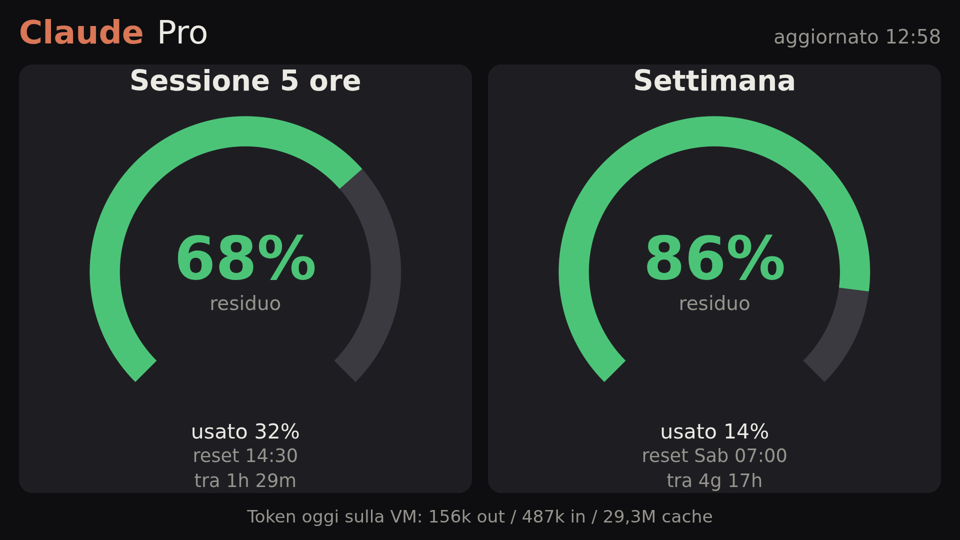 Claude Pro
aggiornato 12:58
Sessione 5 ore
68%
residuo
usato 32%
reset 14:30
tra 1h 29m
Settimana
86%
residuo
usato 14%
reset Sab 07:00
tra 4g 17h
Token oggi sulla VM: 156k out / 487k in / 29,3M cache